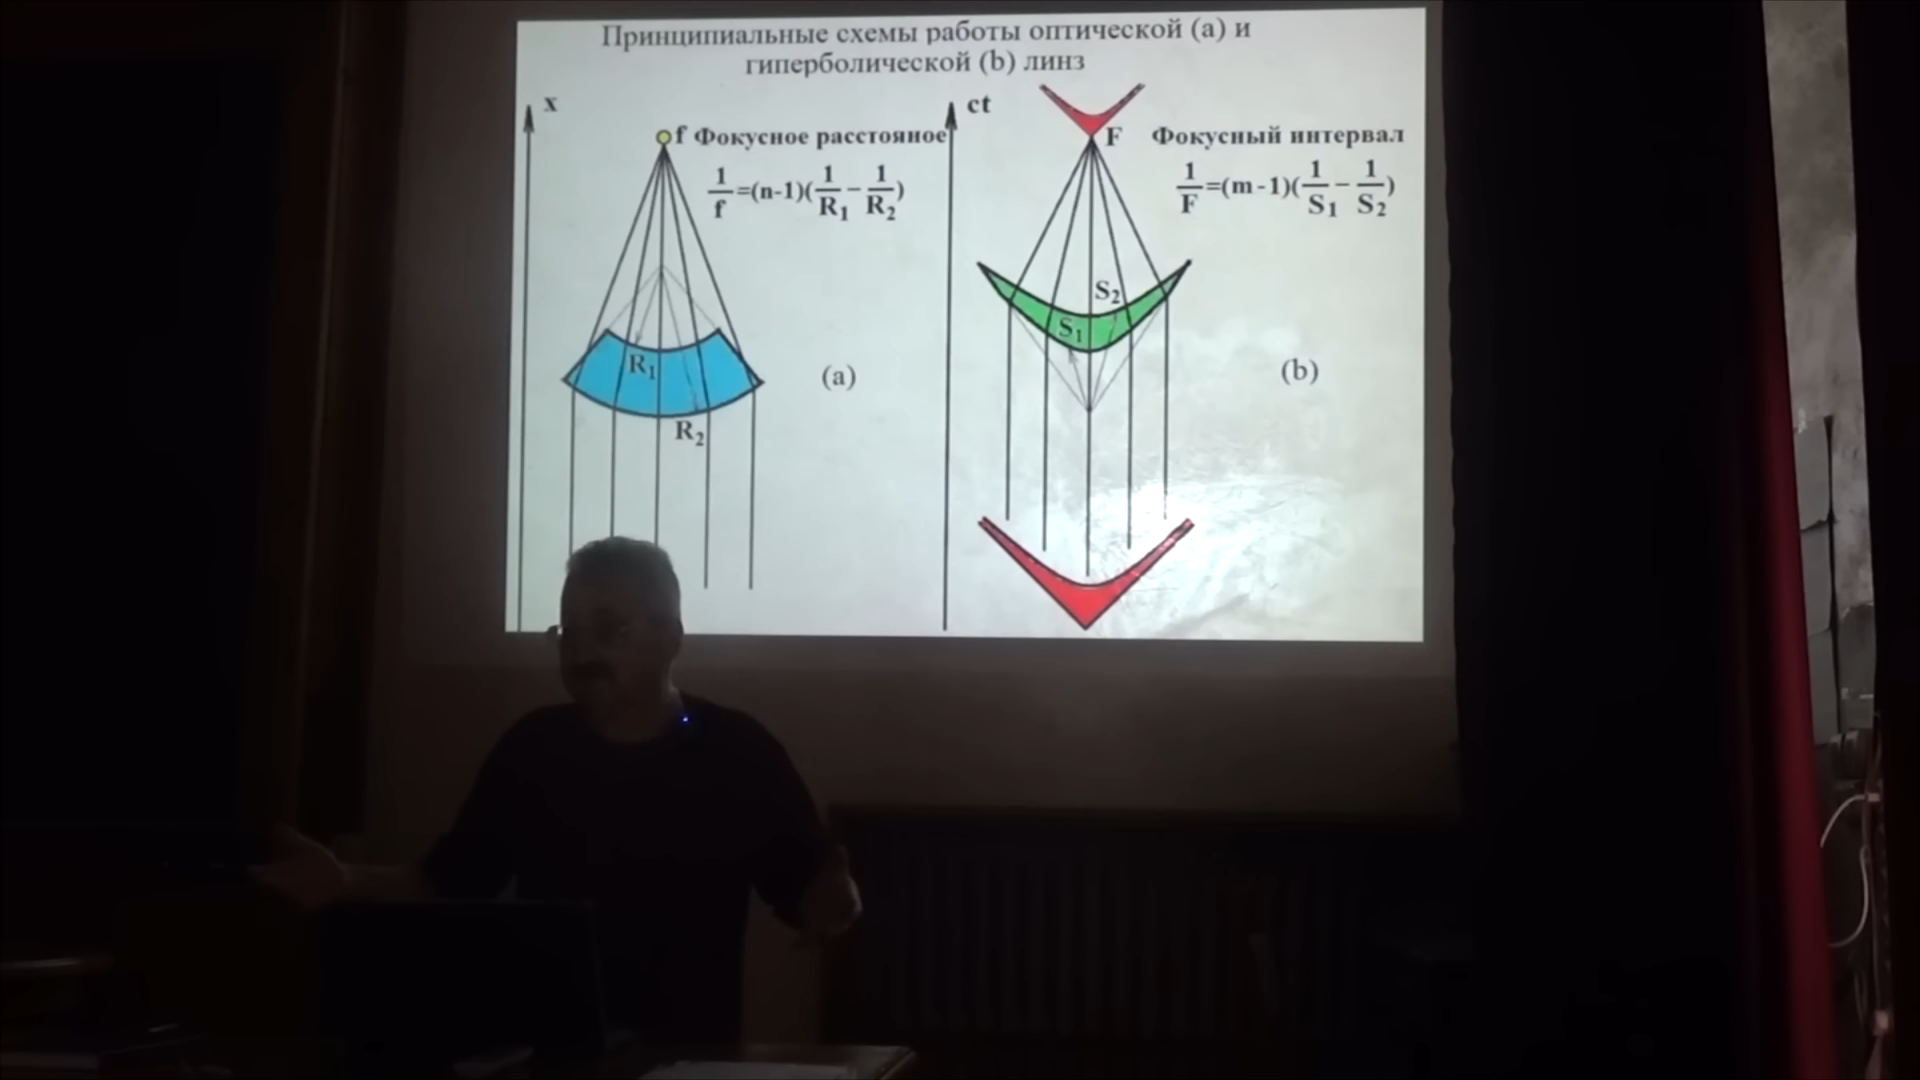 Принципиальные схемы работы оптической (a) и
гиперболической (b) линз
x
f Фокусное расстояное
1/f=(n-1)(1/R₁-1/R₂)
R₁
R₂
(a)
ct
F Фокусный интервал
1/F=(m-1)(1/S₁-1/S₂)
S₂
S₁
(b)